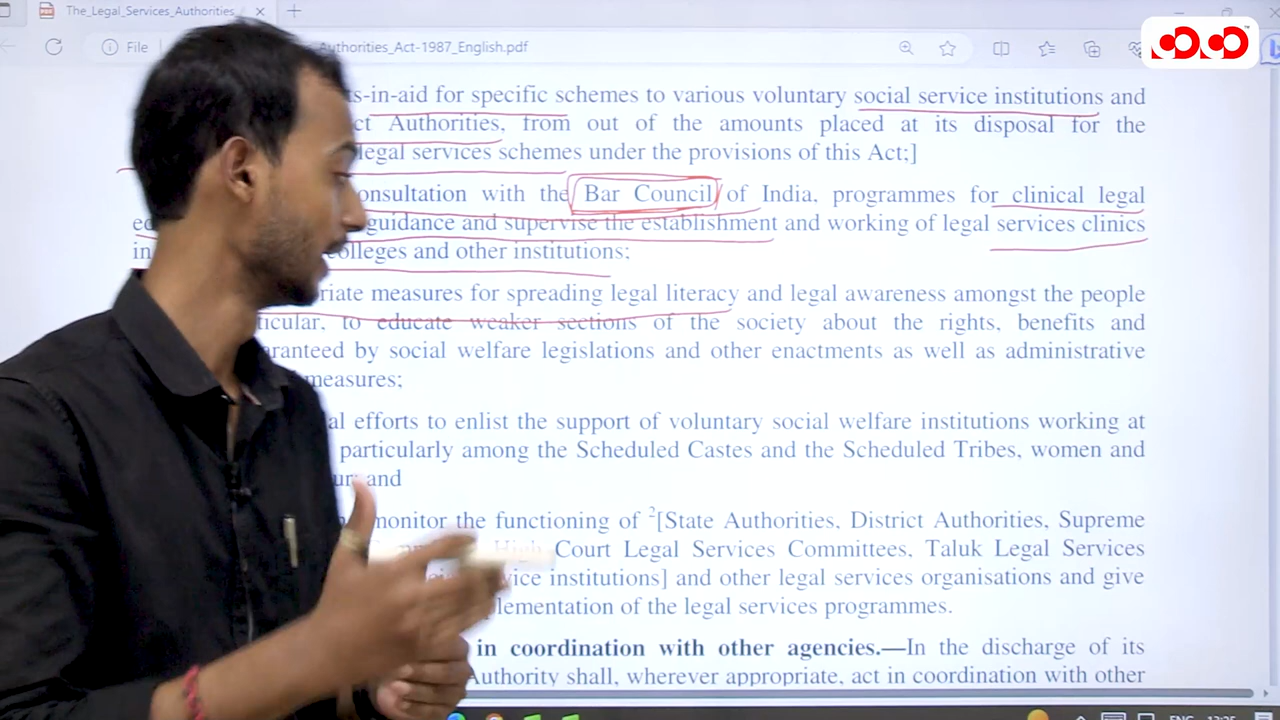 The_Legal_Services_Authorities_
File
Authorities_Act-1987_English.pdf
ts-in-aid for specific schemes to various voluntary social service institutions and
ct Authorities, from out of the amounts placed at its disposal for the
legal services schemes under the provisions of this Act;]
onsultation with the Bar Council of India, programmes for clinical legal
guidance and supervise the establishment and working of legal services clinics
in colleges and other institutions;
riate measures for spreading legal literacy and legal awareness amongst the people
ticular, to educate weaker sections of the society about the rights, benefits and
aranteed by social welfare legislations and other enactments as well as administrative
measures;
al efforts to enlist the support of voluntary social welfare institutions working at
particularly among the Scheduled Castes and the Scheduled Tribes, women and
ur; and
monitor the functioning of 2[State Authorities, District Authorities, Supreme
High Court Legal Services Committees, Taluk Legal Services
vice institutions] and other legal services organisations and give
plementation of the legal services programmes.
in coordination with other agencies.—In the discharge of its
Authority shall, wherever appropriate, act in coordination with other